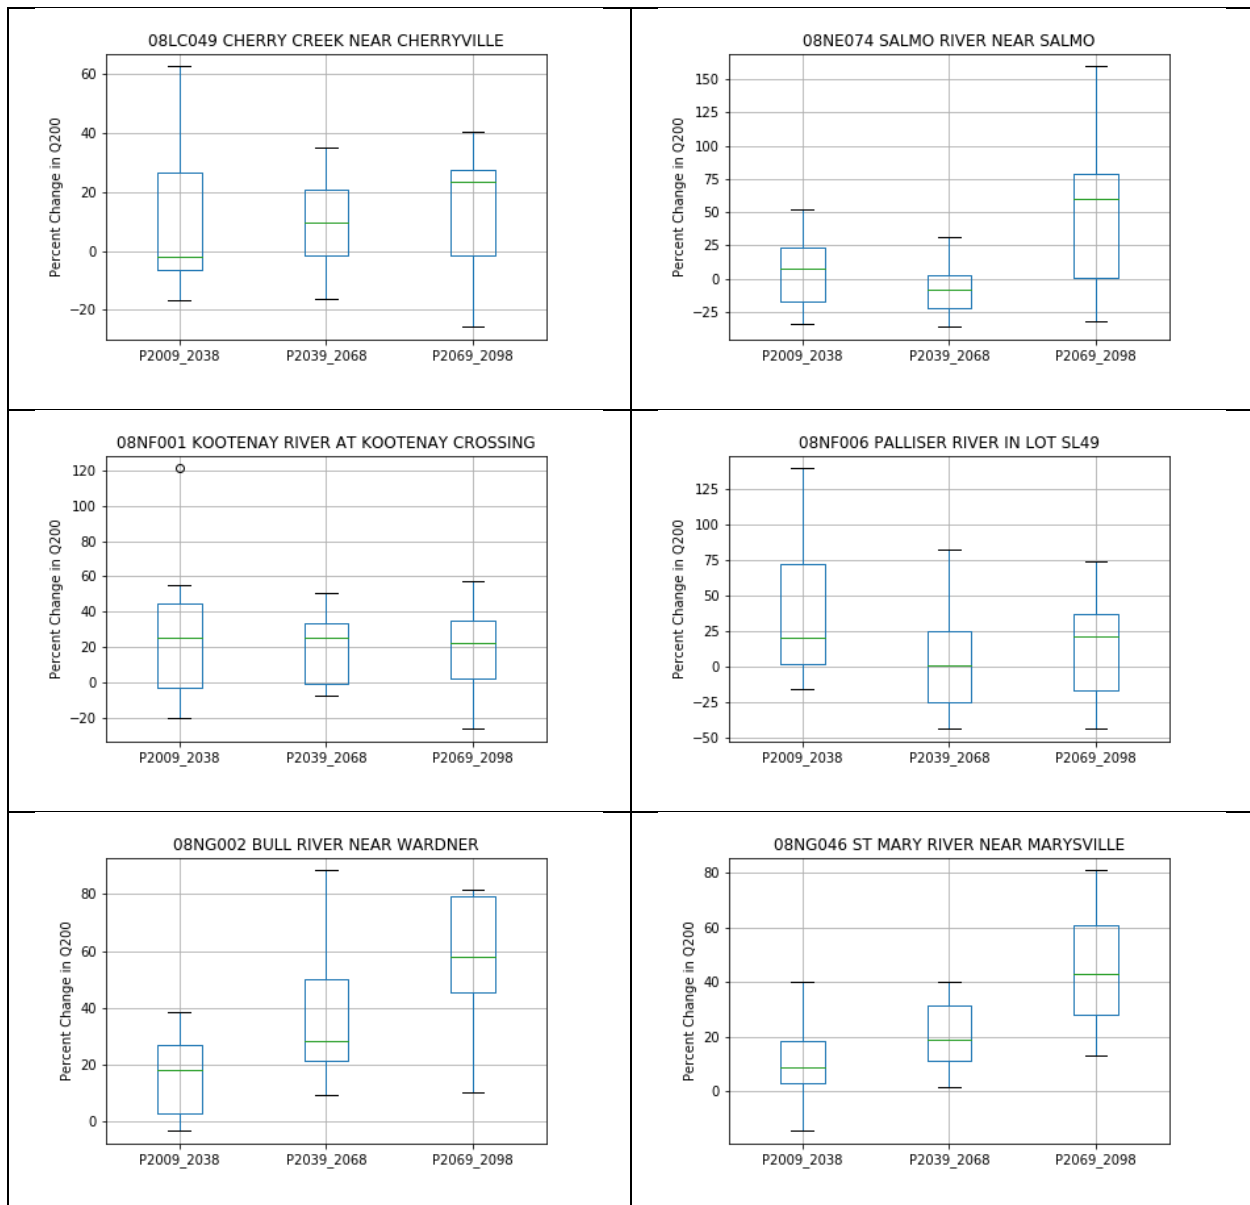 08LC049 CHERRY CREEK NEAR CHERRYVILLE
Percent Change in Q200
60
40
20
0
−20
P2009_2038 P2039_2068 P2069_2098
08NE074 SALMO RIVER NEAR SALMO
Percent Change in Q200
150
125
100
75
50
25
0
−25
P2009_2038 P2039_2068 P2069_2098
08NF001 KOOTENAY RIVER AT KOOTENAY CROSSING
Percent Change in Q200
120
100
80
60
40
20
0
−20
P2009_2038 P2039_2068 P2069_2098
08NF006 PALLISER RIVER IN LOT SL49
Percent Change in Q200
125
100
75
50
25
0
−25
−50
P2009_2038 P2039_2068 P2069_2098
08NG002 BULL RIVER NEAR WARDNER
Percent Change in Q200
80
60
40
20
0
P2009_2038 P2039_2068 P2069_2098
08NG046 ST MARY RIVER NEAR MARYSVILLE
Percent Change in Q200
80
60
40
20
0
P2009_2038 P2039_2068 P2069_2098